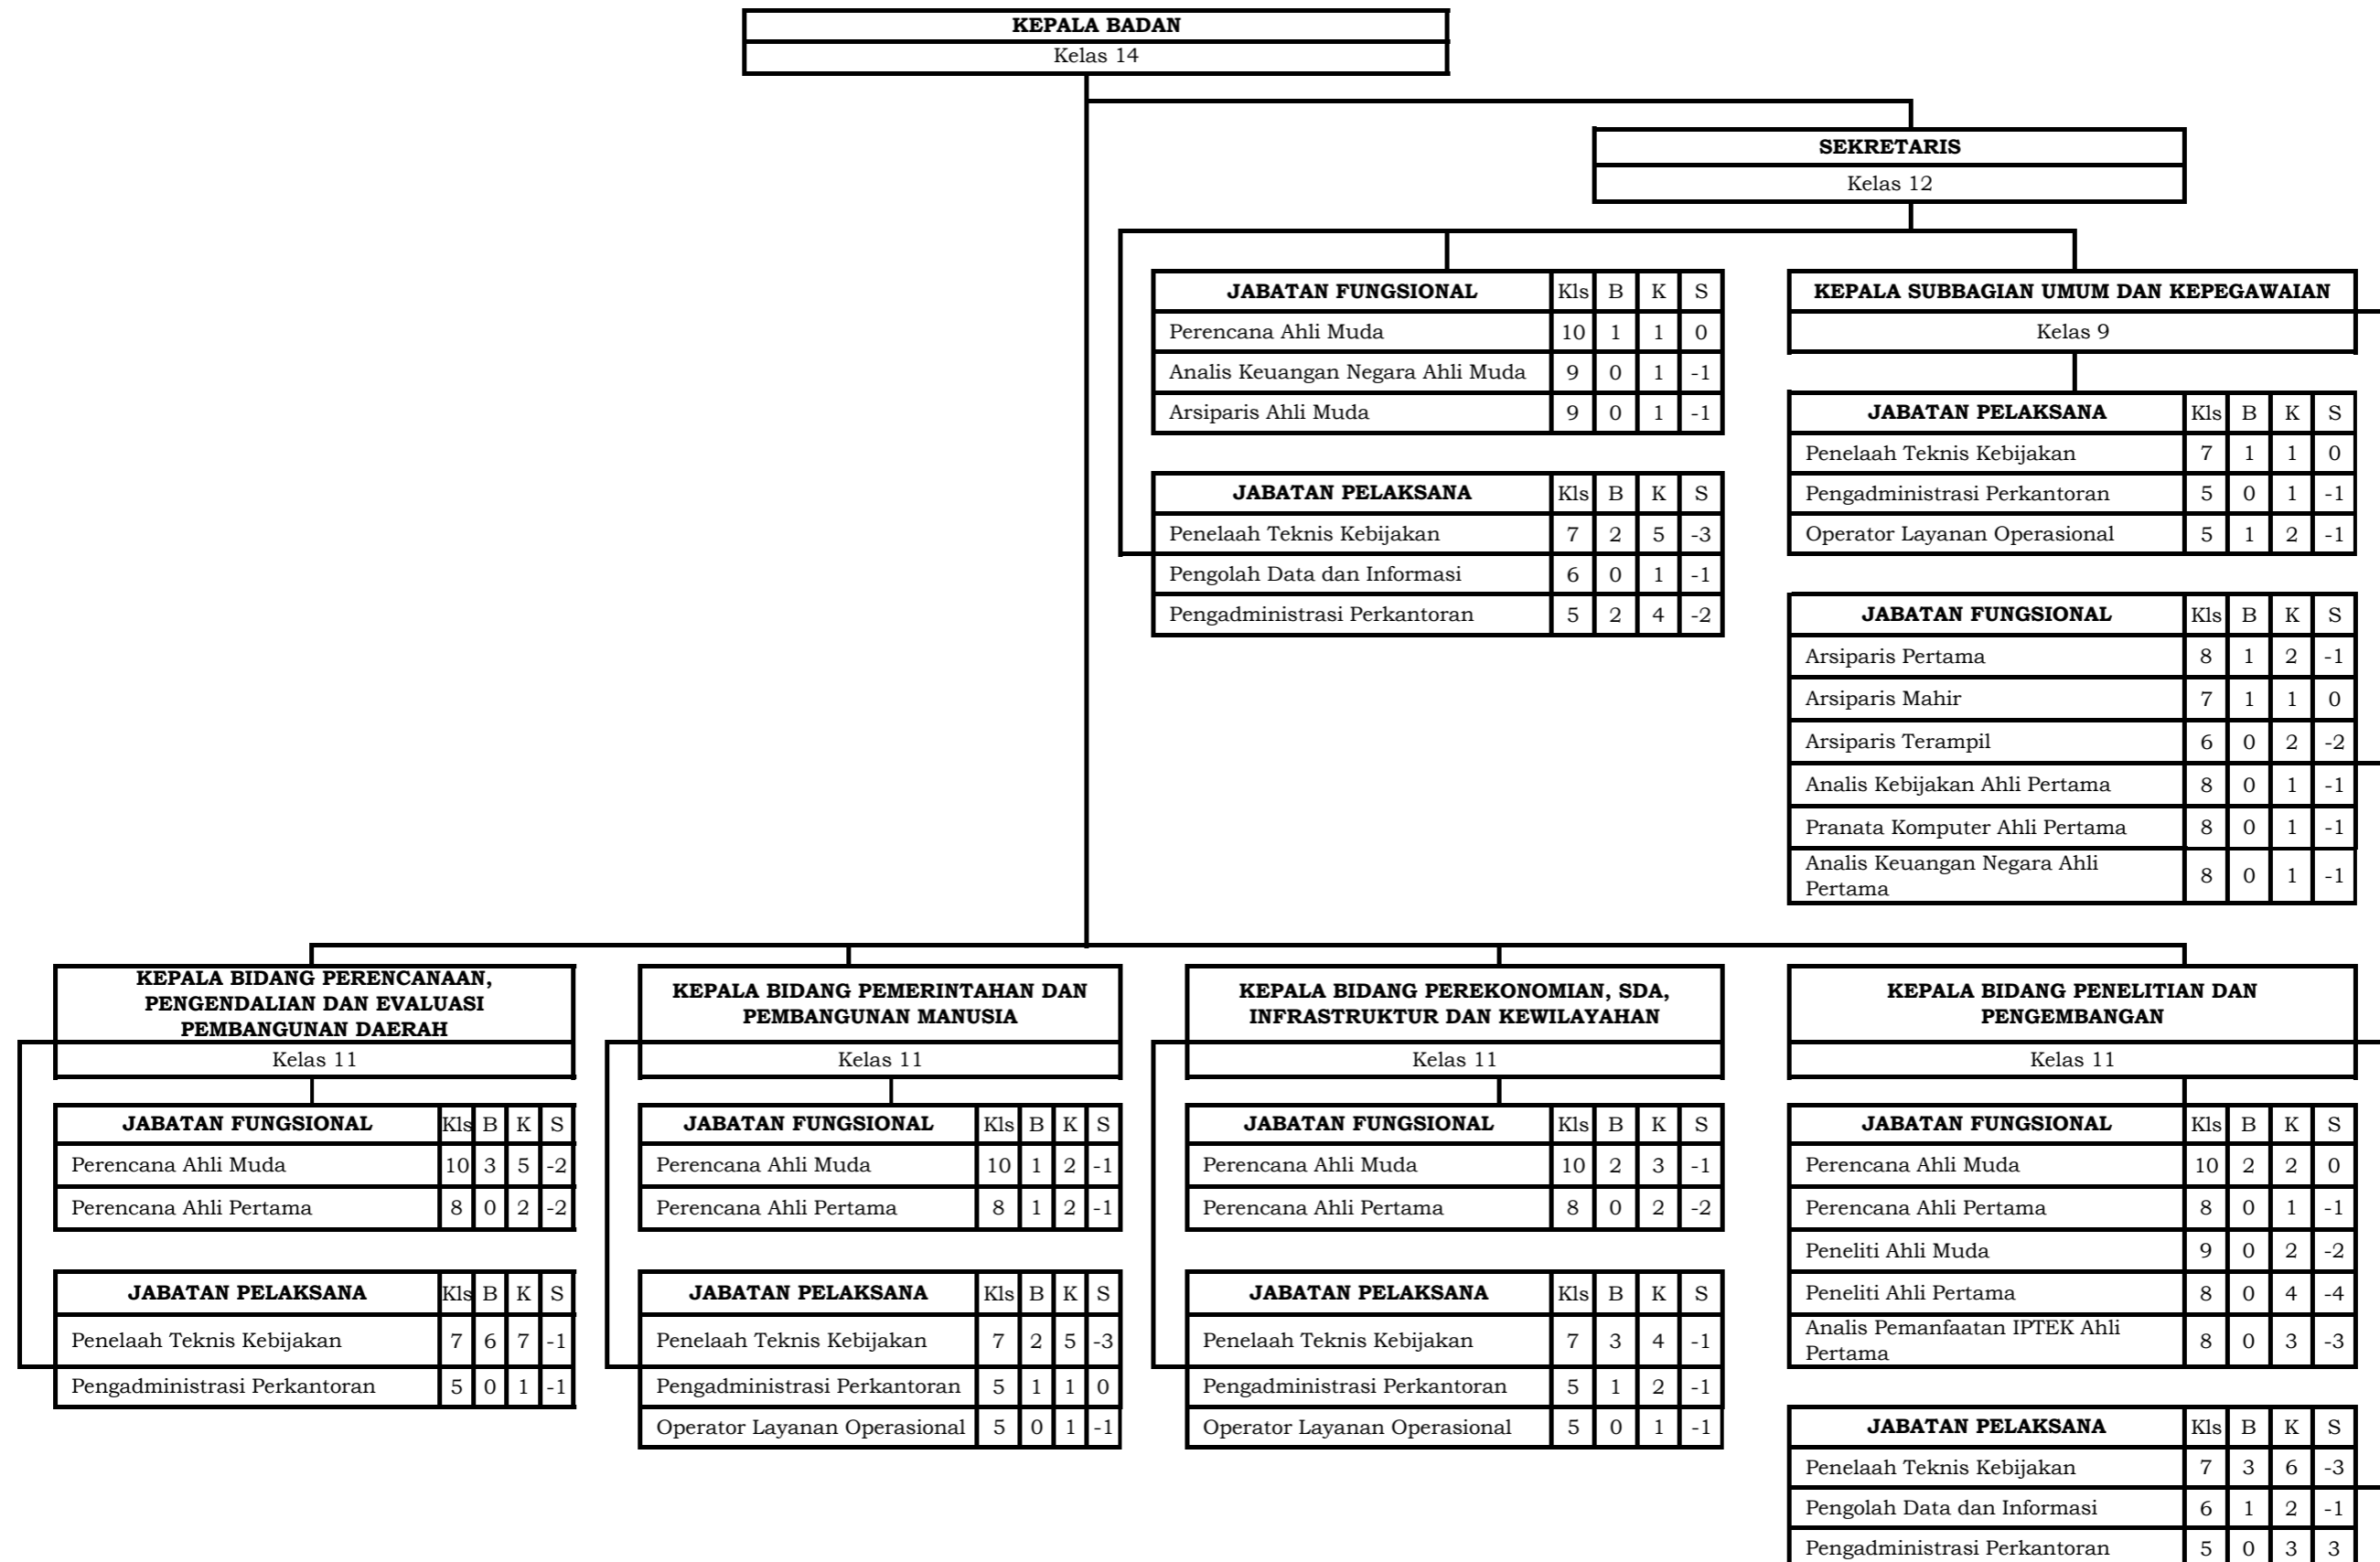 KEPALA BADAN
Kelas 14
SEKRETARIS
Kelas 12
JABATAN FUNGSIONAL Kls B K S
Perencana Ahli Muda 10 1 1 0
Analis Keuangan Negara Ahli Muda 9 0 1 -1
Arsiparis Ahli Muda 9 0 1 -1
JABATAN PELAKSANA Kls B K S
Penelaah Teknis Kebijakan 7 2 5 -3
Pengolah Data dan Informasi 6 0 1 -1
Pengadministrasi Perkantoran 5 2 4 -2
KEPALA SUBBAGIAN UMUM DAN KEPEGAWAIAN
Kelas 9
JABATAN PELAKSANA Kls B K S
Penelaah Teknis Kebijakan 7 1 1 0
Pengadministrasi Perkantoran 5 0 1 -1
Operator Layanan Operasional 5 1 2 -1
JABATAN FUNGSIONAL Kls B K S
Arsiparis Pertama 8 1 2 -1
Arsiparis Mahir 7 1 1 0
Arsiparis Terampil 6 0 2 -2
Analis Kebijakan Ahli Pertama 8 0 1 -1
Pranata Komputer Ahli Pertama 8 0 1 -1
Analis Keuangan Negara Ahli
Pertama 8 0 1 -1
KEPALA BIDANG PERENCANAAN,
PENGENDALIAN DAN EVALUASI
PEMBANGUNAN DAERAH
Kelas 11
JABATAN FUNGSIONAL Kls B K S
Perencana Ahli Muda 10 3 5 -2
Perencana Ahli Pertama 8 0 2 -2
JABATAN PELAKSANA Kls B K S
Penelaah Teknis Kebijakan 7 6 7 -1
Pengadministrasi Perkantoran 5 0 1 -1
KEPALA BIDANG PEMERINTAHAN DAN
PEMBANGUNAN MANUSIA
Kelas 11
JABATAN FUNGSIONAL Kls B K S
Perencana Ahli Muda 10 1 2 -1
Perencana Ahli Pertama 8 1 2 -1
JABATAN PELAKSANA Kls B K S
Penelaah Teknis Kebijakan 7 2 5 -3
Pengadministrasi Perkantoran 5 1 1 0
Operator Layanan Operasional 5 0 1 -1
KEPALA BIDANG PEREKONOMIAN, SDA,
INFRASTRUKTUR DAN KEWILAYAHAN
Kelas 11
JABATAN FUNGSIONAL Kls B K S
Perencana Ahli Muda 10 2 3 -1
Perencana Ahli Pertama 8 0 2 -2
JABATAN PELAKSANA Kls B K S
Penelaah Teknis Kebijakan 7 3 4 -1
Pengadministrasi Perkantoran 5 1 2 -1
Operator Layanan Operasional 5 0 1 -1
KEPALA BIDANG PENELITIAN DAN
PENGEMBANGAN
Kelas 11
JABATAN FUNGSIONAL Kls B K S
Perencana Ahli Muda 10 2 2 0
Perencana Ahli Pertama 8 0 1 -1
Peneliti Ahli Muda 9 0 2 -2
Peneliti Ahli Pertama 8 0 4 -4
Analis Pemanfaatan IPTEK Ahli
Pertama 8 0 3 -3
JABATAN PELAKSANA Kls B K S
Penelaah Teknis Kebijakan 7 3 6 -3
Pengolah Data dan Informasi 6 1 2 -1
Pengadministrasi Perkantoran 5 0 3 3